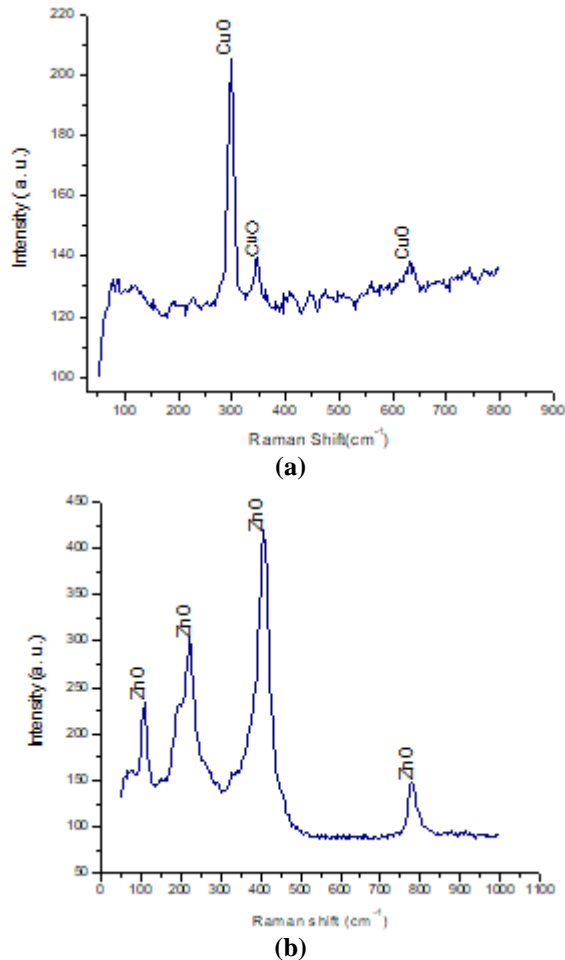 220
200
180
160
140
120
100
Intensity ( a. u.)
CuO
CuO
CuO
100 200 300 400 500 600 700 800 900
Raman Shift(cm-1)
(a)
450
400
350
300
250
200
150
100
50
Intensity (a. u.)
ZnO
ZnO
ZnO
ZnO
0 100 200 300 400 500 600 700 800 900 1000 1100
Raman shift (cm-1)
(b)